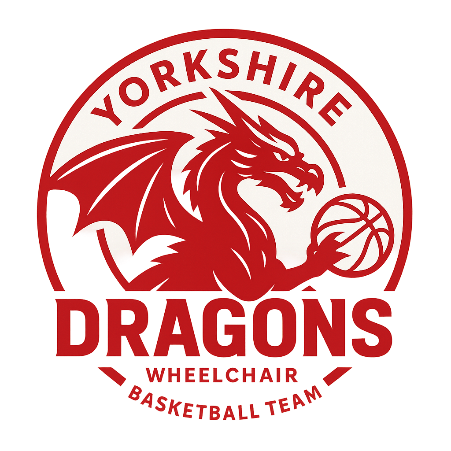 YORKSHIRE
DRAGONS
WHEELCHAIR
BASKETBALL TEAM